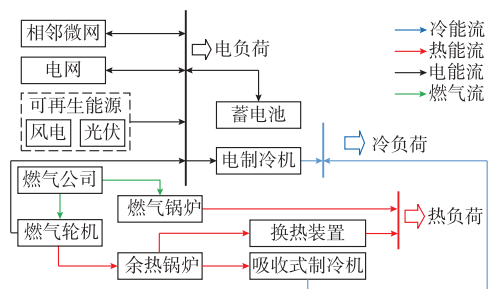 相邻微网
电网
可再生能源
风电
光伏
电负荷
蓄电池
电制冷机
冷能流
热能流
电能流
燃气流
冷负荷
燃气公司
燃气轮机
燃气锅炉
余热锅炉
换热装置
吸收式制冷机
热负荷